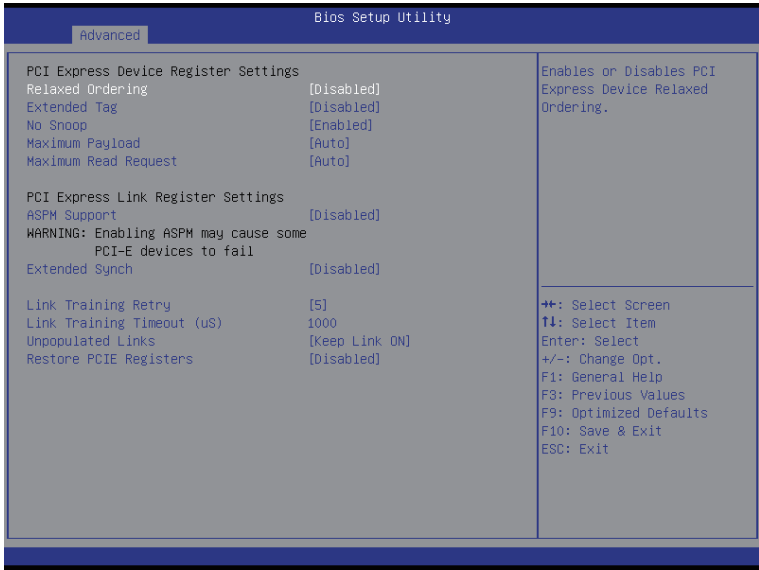 Bios Setup Utility
Advanced
PCI Express Device Register Settings
Relaxed Ordering [Disabled]
Extended Tag [Disabled]
No Snoop [Enabled]
Maximum Payload [Auto]
Maximum Read Request [Auto]
PCI Express Link Register Settings
ASPM Support [Disabled]
WARNING: Enabling ASPM may cause some
PCI-E devices to fail
Extended Synch [Disabled]
Link Training Retry [5]
Link Training Timeout (uS) 1000
Unpopulated Links [Keep Link ON]
Restore PCIE Registers [Disabled]
Enables or Disables PCI
Express Device Relaxed
Ordering.
→←: Select Screen
↑↓: Select Item
Enter: Select
+/-: Change Opt.
F1: General Help
F3: Previous Values
F9: Optimized Defaults
F10: Save & Exit
ESC: Exit